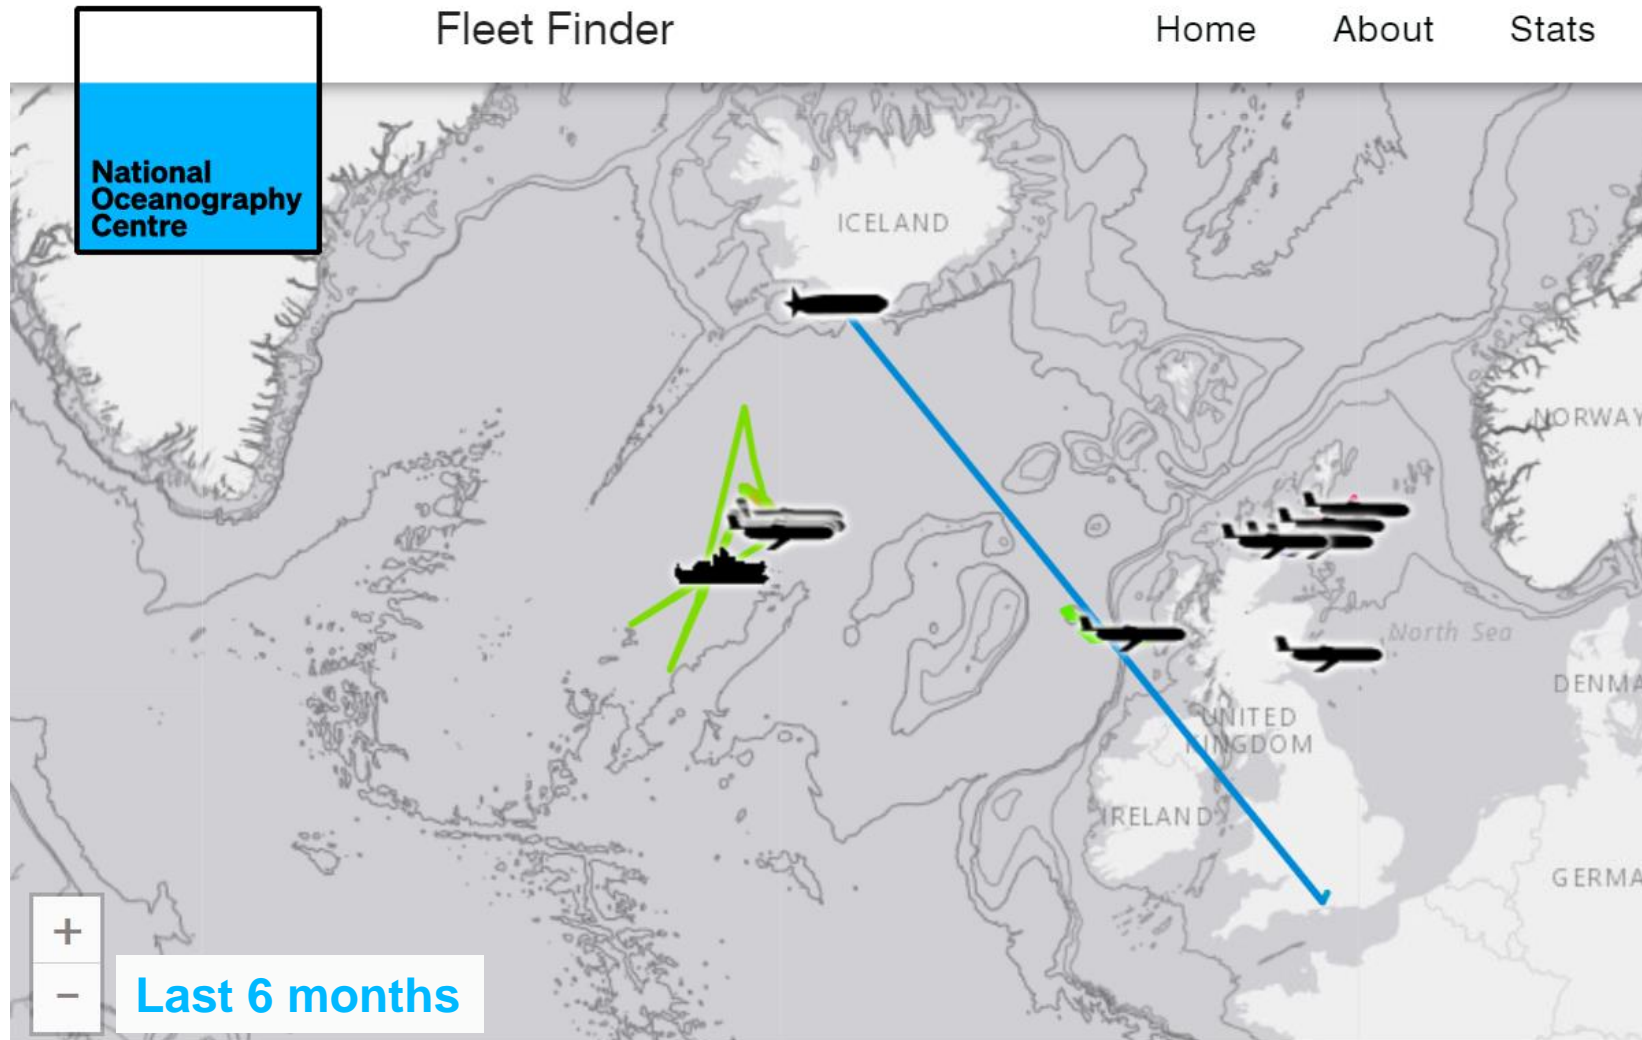 Fleet Finder
Home
About
Stats
National
Oceanography
Centre
ICELAND
NORWAY
North Sea
DENMA
UNITED
KINGDOM
IRELAND
GERMA
+
−
Last 6 months